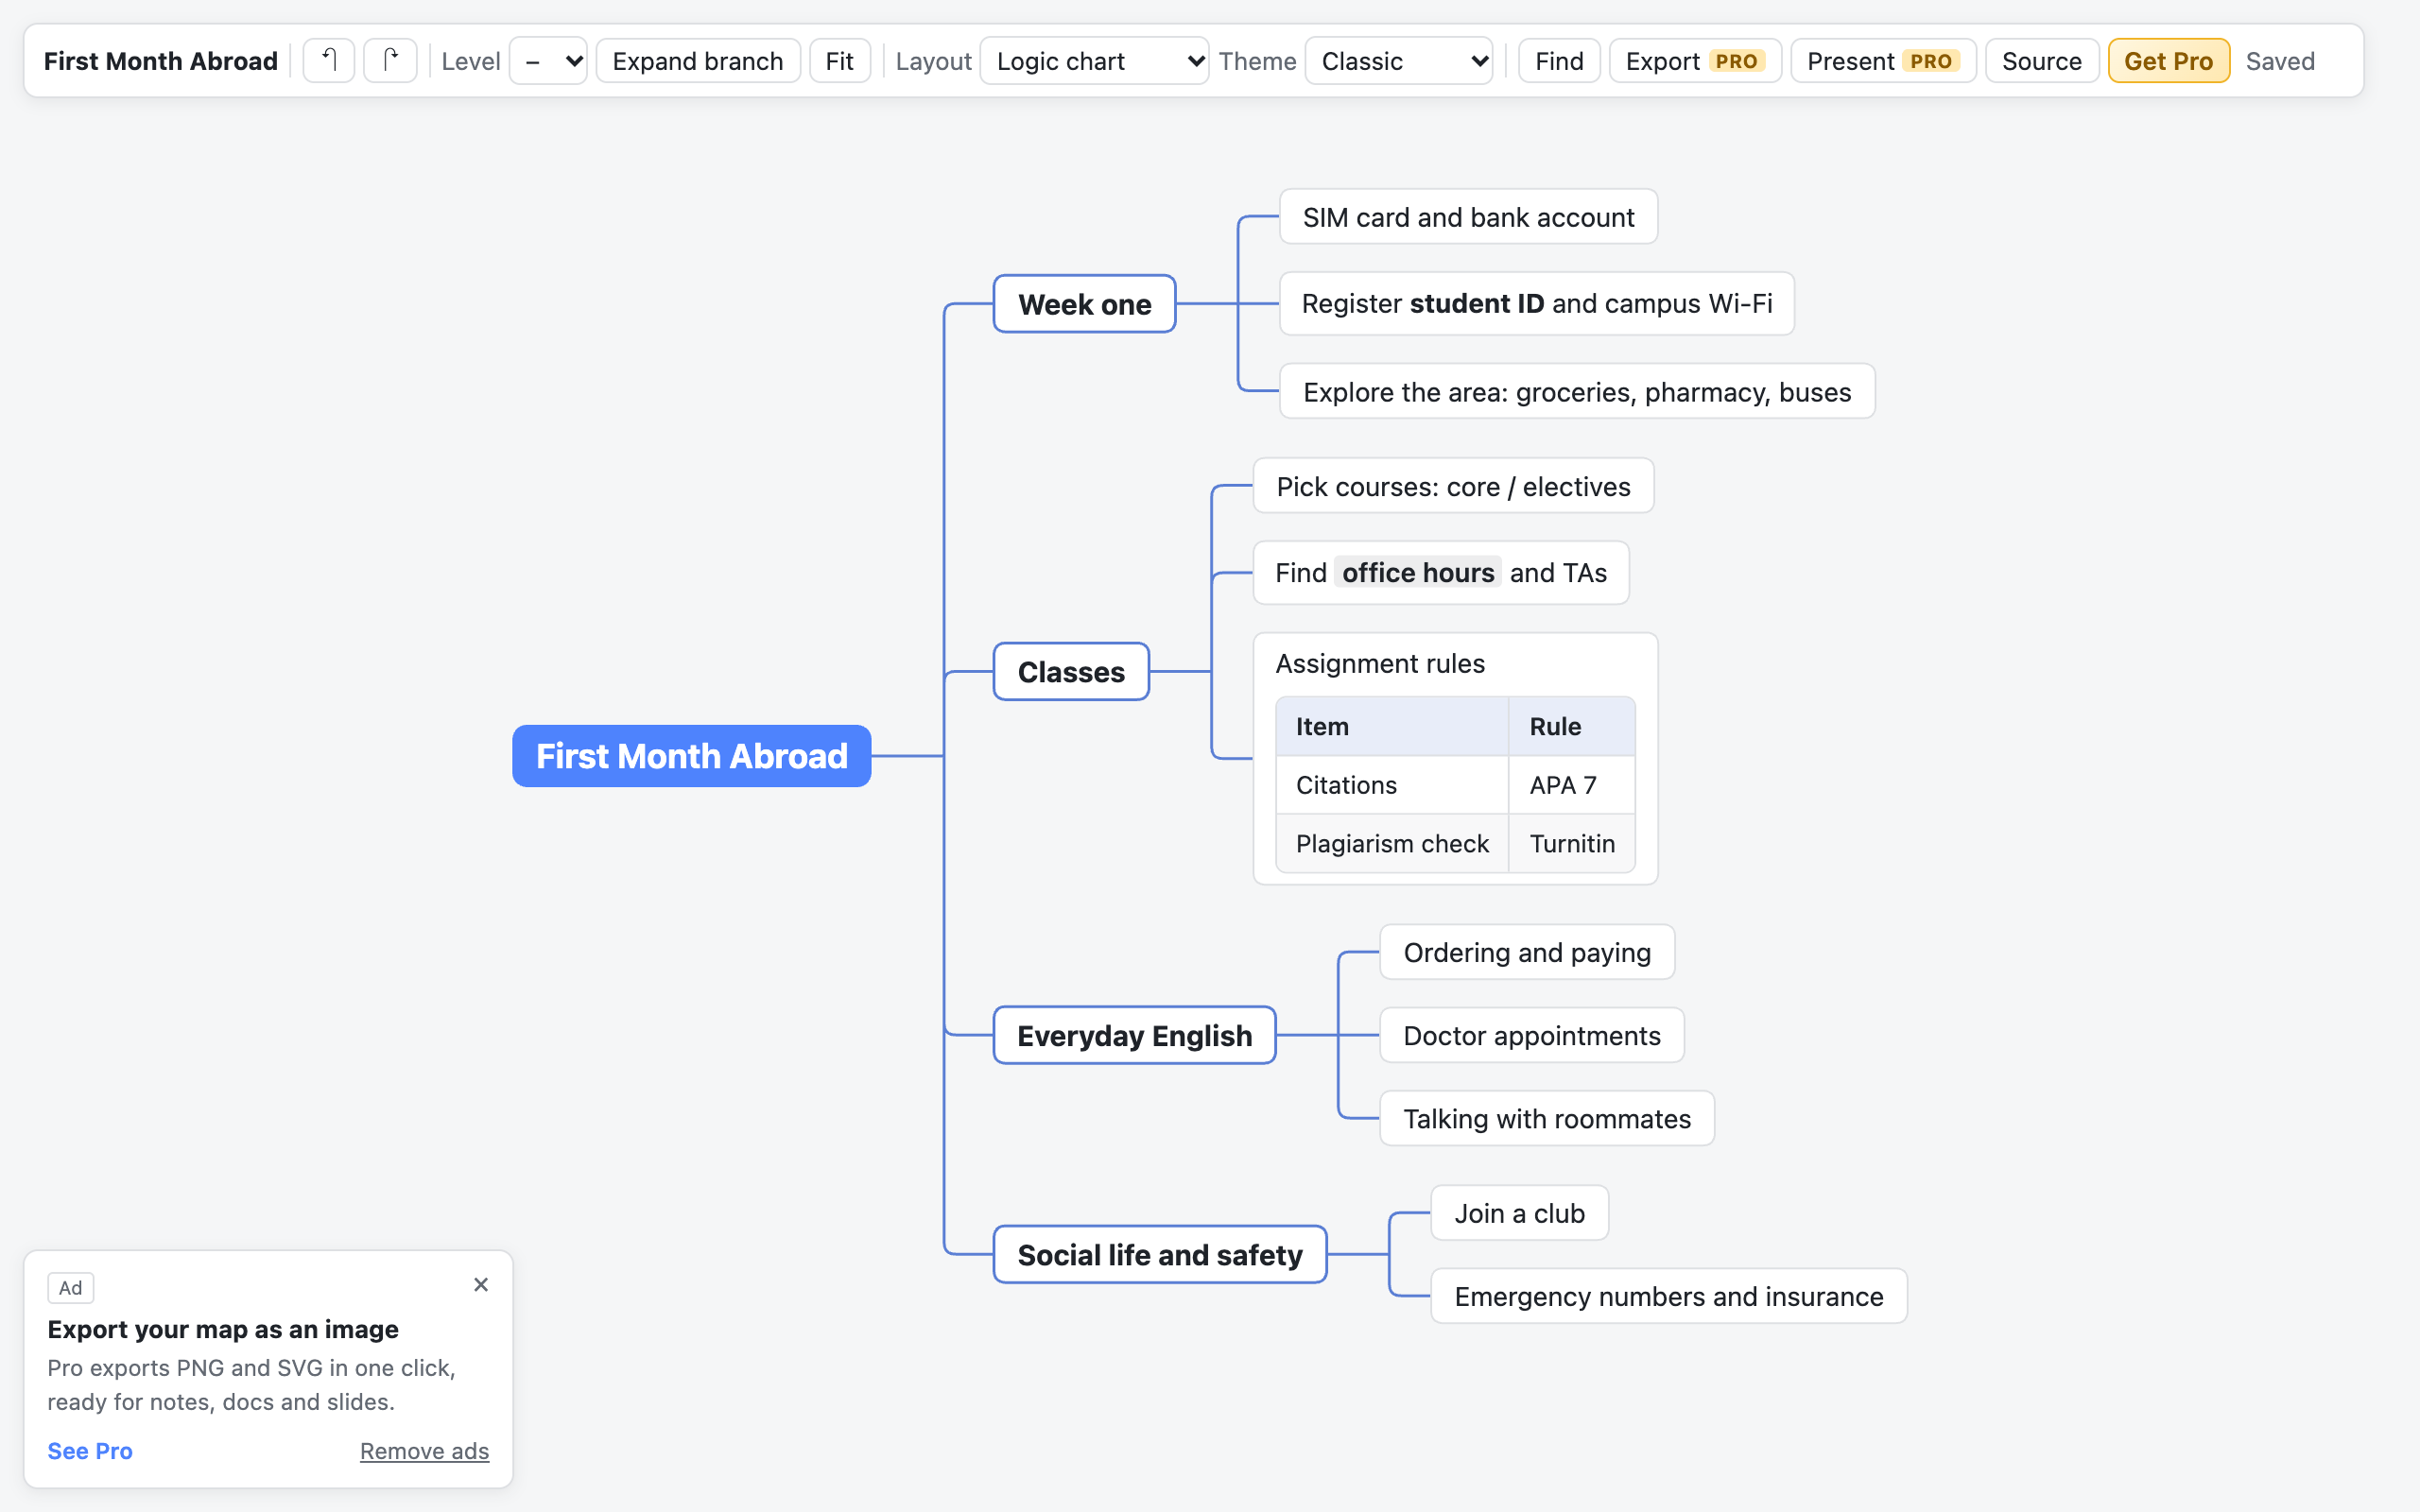 First Month Abroad
Level
–
Expand branch
Fit
Layout
Logic chart
Theme
Classic
Find
Export PRO
Present PRO
Source
Get Pro
Saved
First Month Abroad
Week one
SIM card and bank account
Register student ID and campus Wi-Fi
Explore the area: groceries, pharmacy, buses
Classes
Pick courses: core / electives
Find office hours and TAs
Assignment rules
Item Rule
Citations APA 7
Plagiarism check Turnitin
Everyday English
Ordering and paying
Doctor appointments
Talking with roommates
Social life and safety
Join a club
Emergency numbers and insurance
Ad
Export your map as an image
Pro exports PNG and SVG in one click,
ready for notes, docs and slides.
See Pro
Remove ads